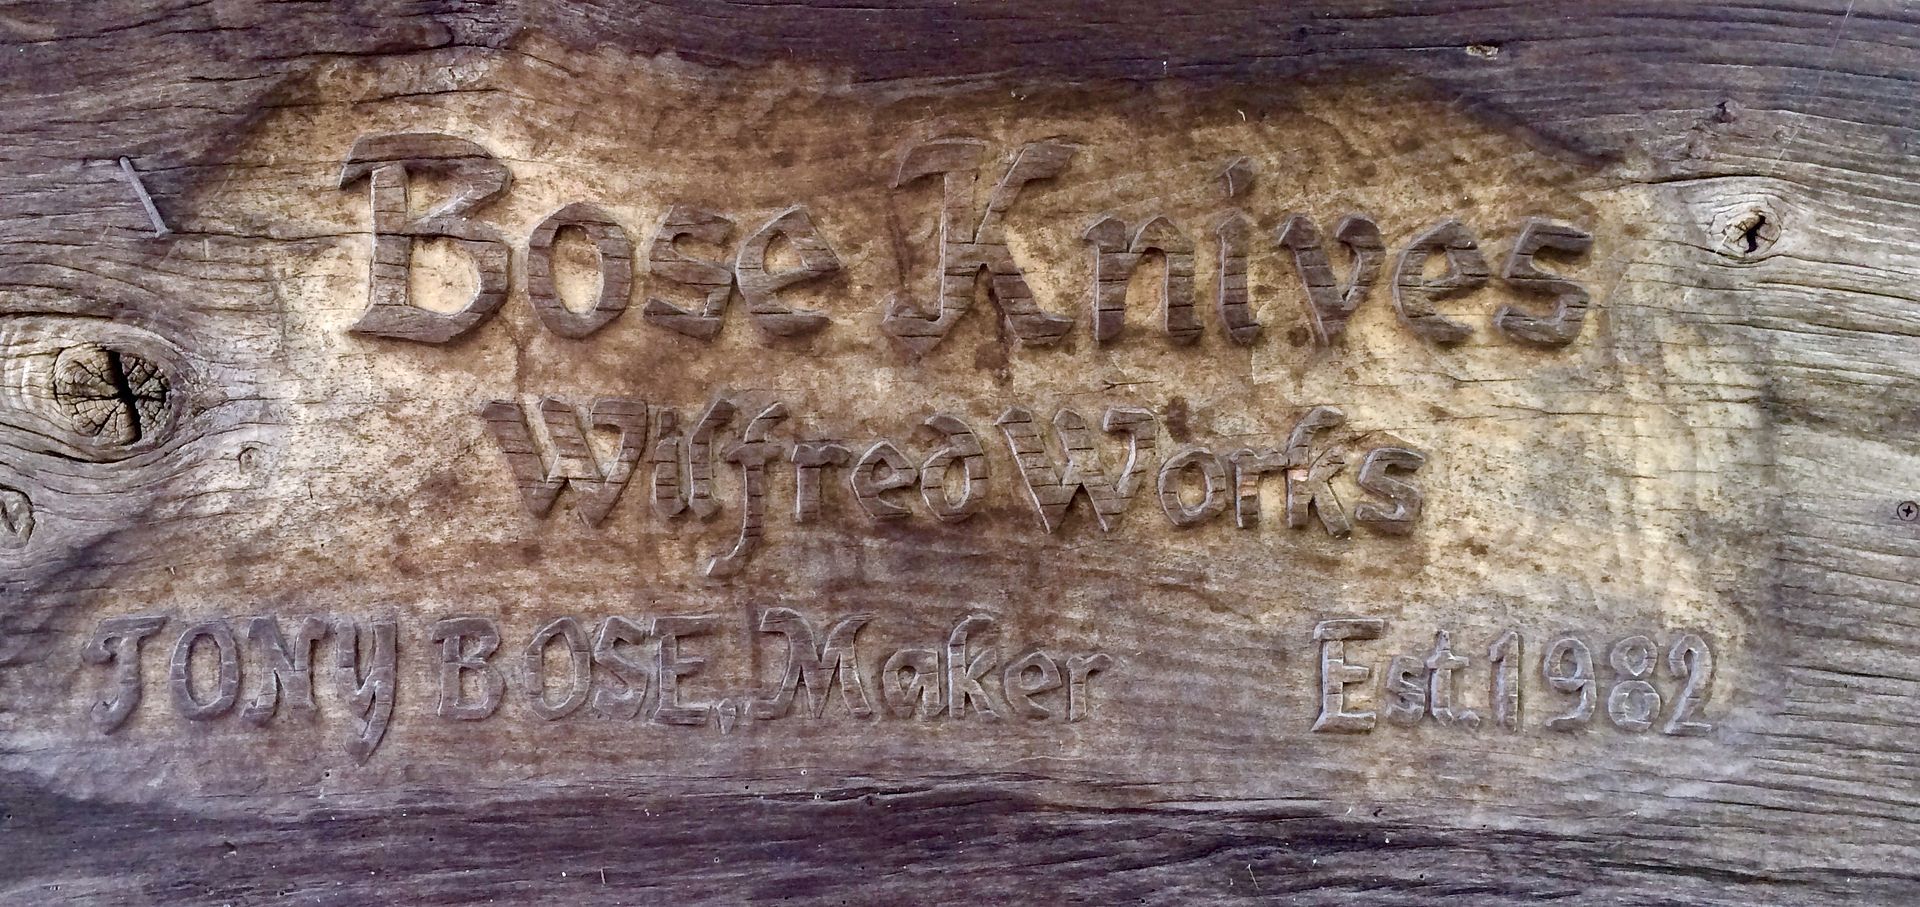 Bose Knives
Wilfred Works
TONY BOSE, Maker Est. 1982